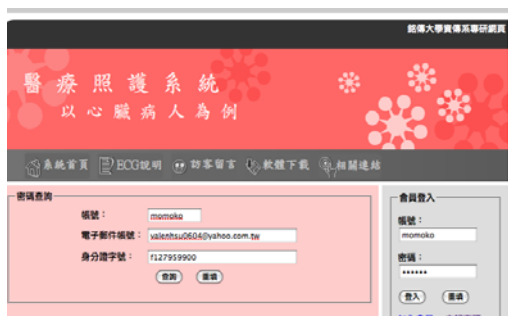 銘傳大學資傳系專研網頁
醫療照護系統
以心臟病人為例
系統首頁 ECG說明 訪客留言 軟體下載 相關連結
密碼查詢
帳號： momoko
電子郵件帳號： valenhsu0604@yahoo.com.tw
身分證字號： f127959900
查詢 重填
會員登入
帳號：
momoko
密碼：
••••••
登入 重填